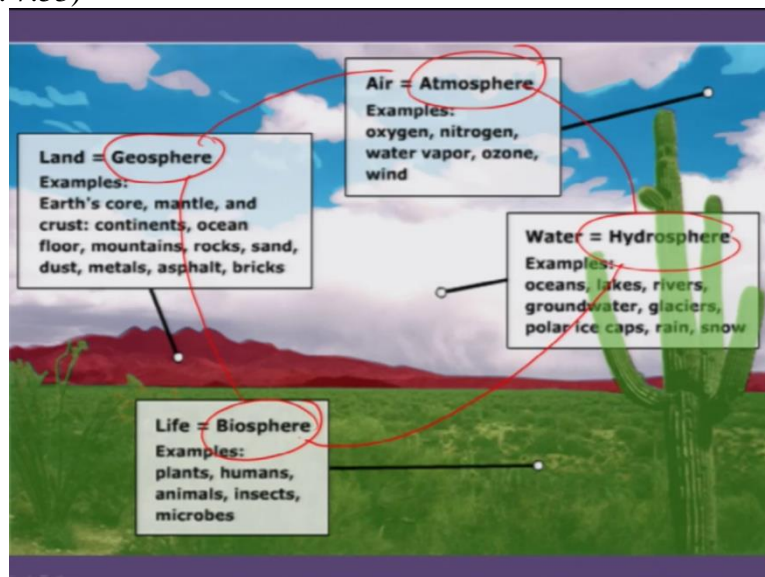 Air = Atmosphere
Examples:
oxygen, nitrogen,
water vapor, ozone,
wind
Land = Geosphere
Examples:
Earth's core, mantle, and
crust: continents, ocean
floor, mountains, rocks, sand,
dust, metals, asphalt, bricks
Water = Hydrosphere
Examples:
oceans, lakes, rivers,
groundwater, glaciers,
polar ice caps, rain, snow
Life = Biosphere
Examples:
plants, humans,
animals, insects,
microbes